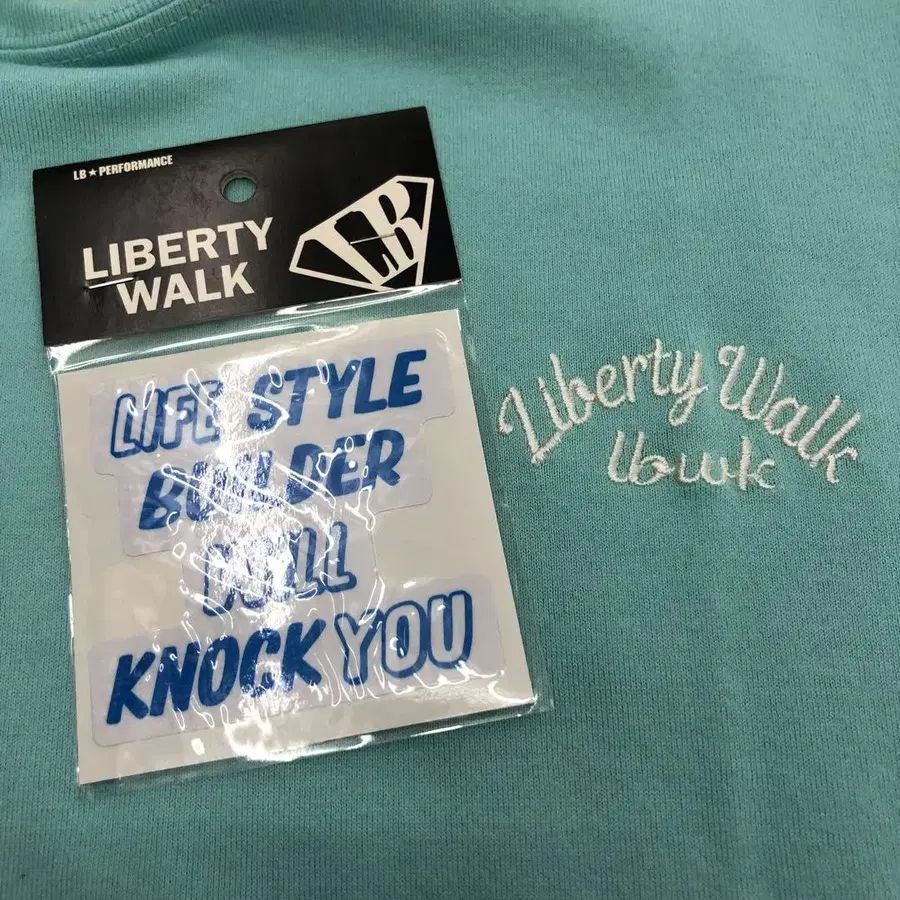 LB★PERFORMANCE
LIBERTY
WALK
LB
LIFE STYLE
BUILDER
WILL
KNOCK YOU
Liberty Walk
lbwk